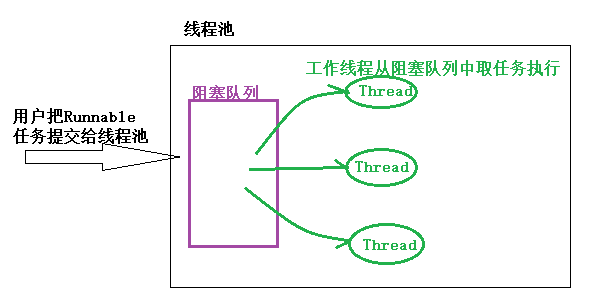 线程池
工作线程从阻塞队列中取任务执行
阻塞队列
Thread
用户把Runnable
任务提交给线程池
Thread
Thread